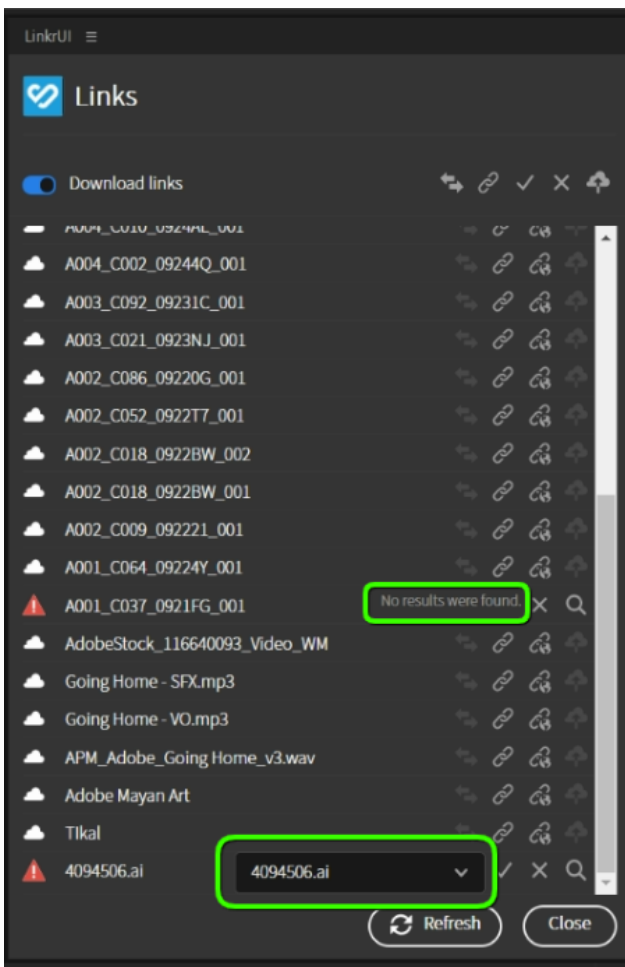 LinkrUI
Links
Download links
A004_C010_0924AL_001
A004_C002_09244Q_001
A003_C092_09231C_001
A003_C021_0923NJ_001
A002_C086_09220G_001
A002_C052_0922T7_001
A002_C018_0922BW_002
A002_C018_0922BW_001
A002_C009_092221_001
A001_C064_09224Y_001
A001_C037_0921FG_001 No results were found.
AdobeStock_116640093_Video_WM
Going Home - SFX.mp3
Going Home - VO.mp3
APM_Adobe_Going Home_v3.wav
Adobe Mayan Art
TIkal
4094506.ai 4094506.ai
Refresh Close